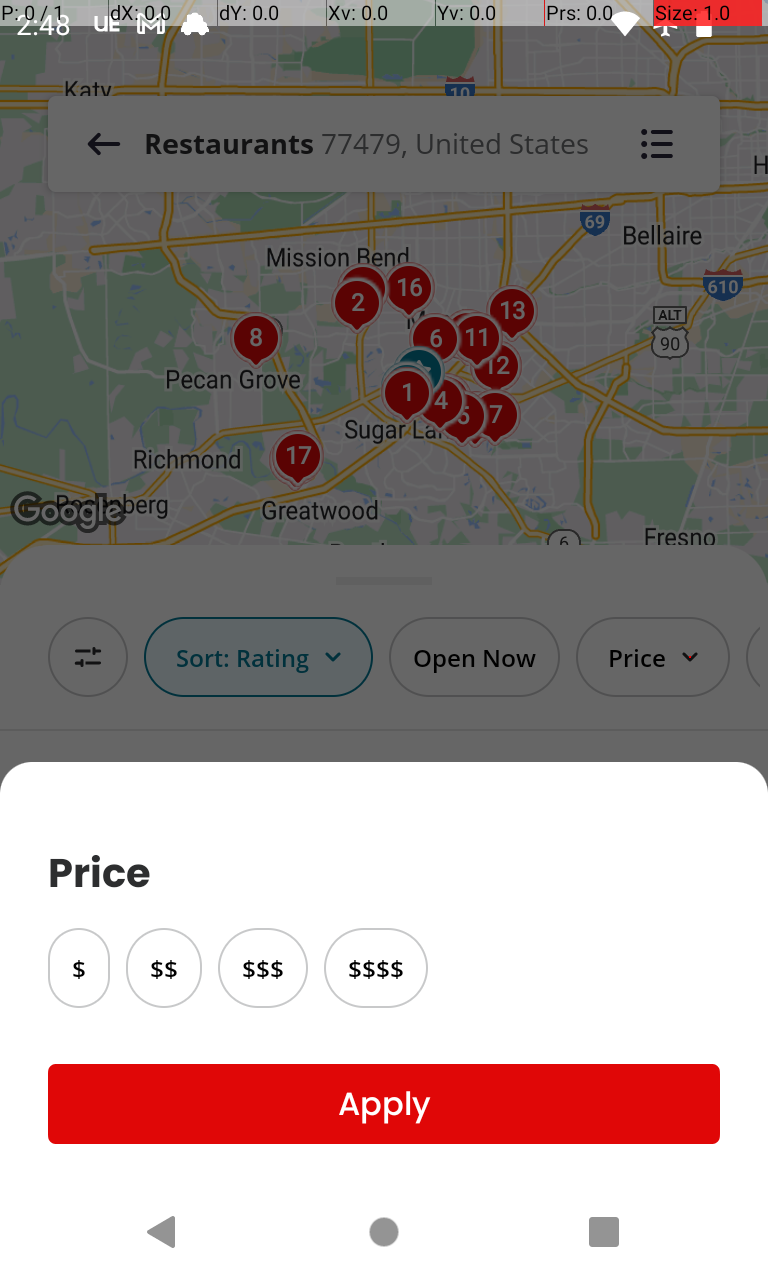 P: 0 / 1 dX: 0.0 dY: 0.0 Xv: 0.0 Yv: 0.0 Prs: 0.0 Size: 1.0
2:48 UE
Katy
10
Restaurants 77479, United States
H
69
Bellaire
Mission Bend
610
16
2
13
ALT
8
6
11
90
12
Pecan Grove
1
4
5
7
Sugar La
Richmond
17
Google
Greatwood
6
Fresno
Sort: Rating
Open Now
Price
Price
$
$$
$$$
$$$$
Apply